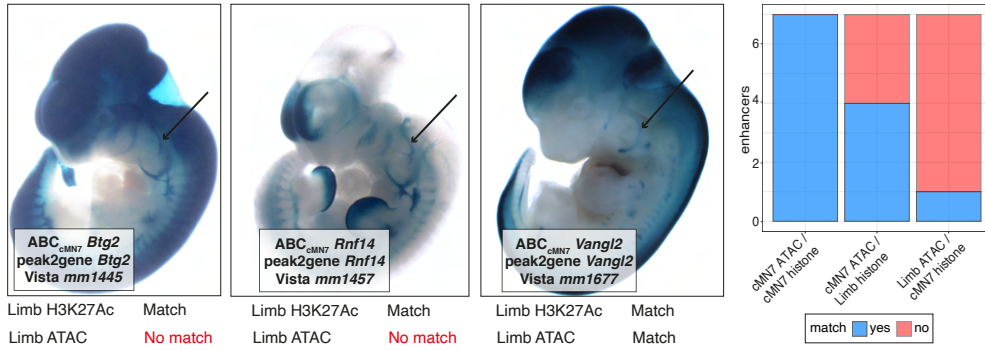 ABCcMN7 Btg2
peak2gene Btg2
Vista mm1445
Limb H3K27Ac Match
Limb ATAC No match
ABCcMN7 Rnf14
peak2gene Rnf14
Vista mm1457
Limb H3K27Ac Match
Limb ATAC No match
ABCcMN7 Vangl2
peak2gene Vangl2
Vista mm1677
Limb H3K27Ac Match
Limb ATAC Match
enhancers
6
4
2
0
cMN7 ATAC /
cMN7 histone
cMN7 ATAC /
Limb histone
Limb ATAC /
cMN7 histone
match yes no